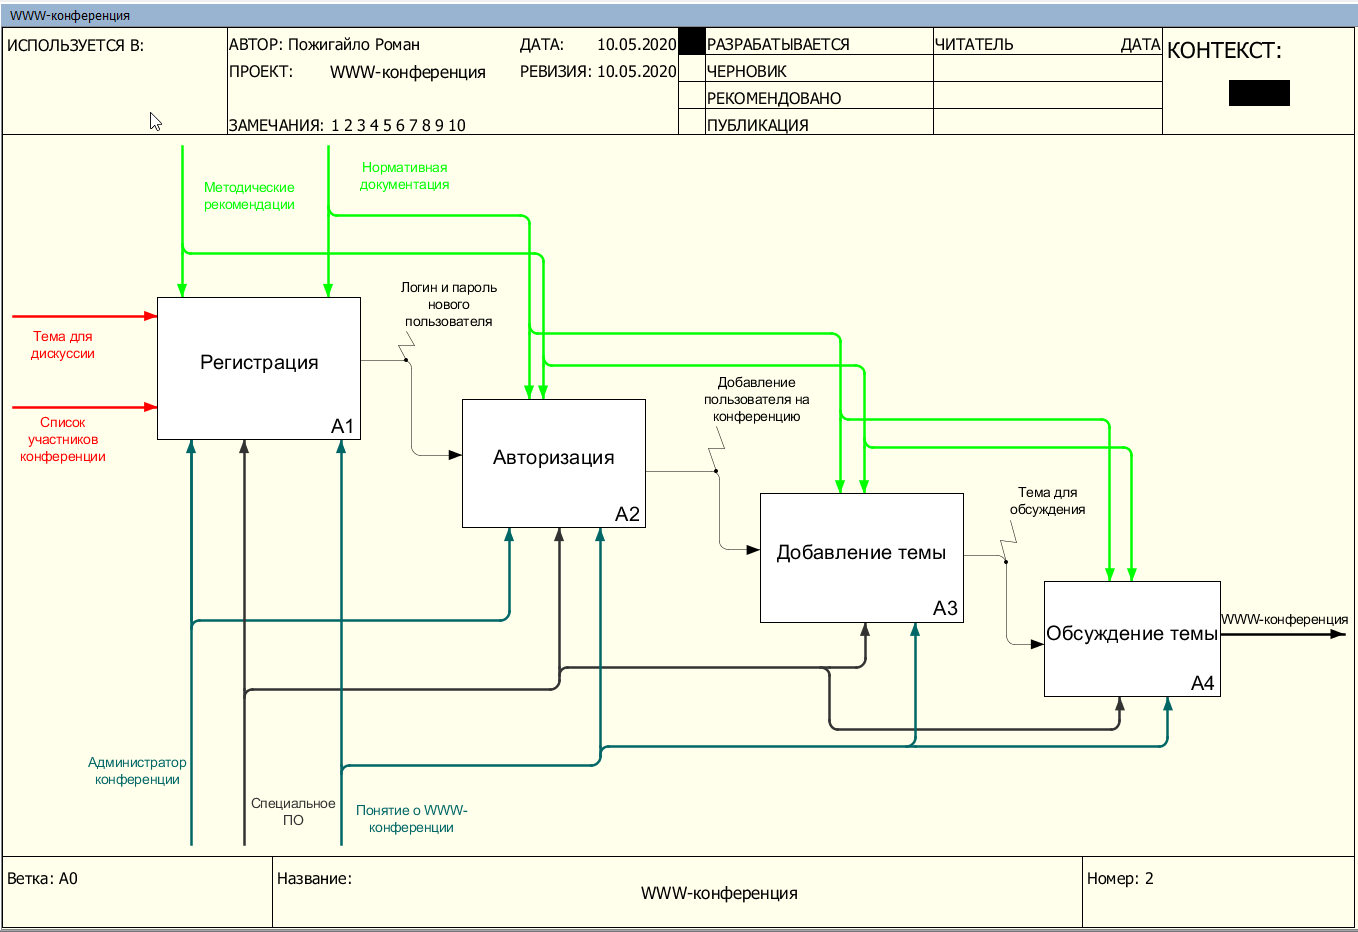 WWW-конференция
ИСПОЛЬЗУЕТСЯ В:
АВТОР: Пожигайло Роман
ДАТА: 10.05.2020
ПРОЕКТ: WWW-конференция
РЕВИЗИЯ: 10.05.2020
ЗАМЕЧАНИЯ: 1 2 3 4 5 6 7 8 9 10
РАЗРАБАТЫВАЕТСЯ
ЧЕРНОВИК
РЕКОМЕНДОВАНО
ПУБЛИКАЦИЯ
ЧИТАТЕЛЬ
ДАТА
КОНТЕКСТ:
Методические
рекомендации
Нормативная
документация
Тема для
дискуссии
Список
участников
конференции
Регистрация
A1
Логин и пароль
нового
пользователя
Авторизация
A2
Добавление
пользователя на
конференцию
Добавление темы
A3
Тема для
обсуждения
Обсуждение темы
A4
WWW-конференция
Администратор
конференции
Специальное
ПО
Понятие о WWW-
конференции
Ветка: A0
Название:
WWW-конференция
Номер: 2